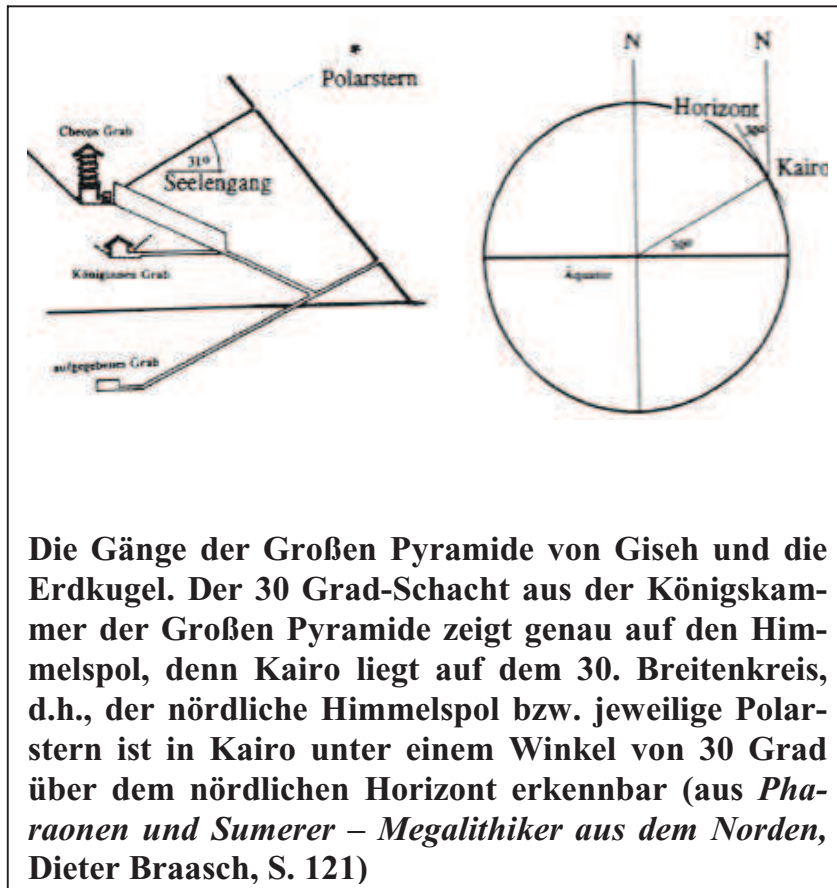 Polarstern
Cheops Grab
31º
Seelengang
Königinnen Grab
aufgegebenes Grab
N
N
Horizont
30º
Kairo
30º
Äquator
Die Gänge der Großen Pyramide von Giseh und die
Erdkugel. Der 30 Grad-Schacht aus der Königskam-
mer der Großen Pyramide zeigt genau auf den Him-
melspol, denn Kairo liegt auf dem 30. Breitenkreis,
d.h., der nördliche Himmelspol bzw. jeweilige Polar-
stern ist in Kairo unter einem Winkel von 30 Grad
über dem nördlichen Horizont erkennbar (aus Pha-
raonen und Sumerer – Megalithiker aus dem Norden,
Dieter Braasch, S. 121)